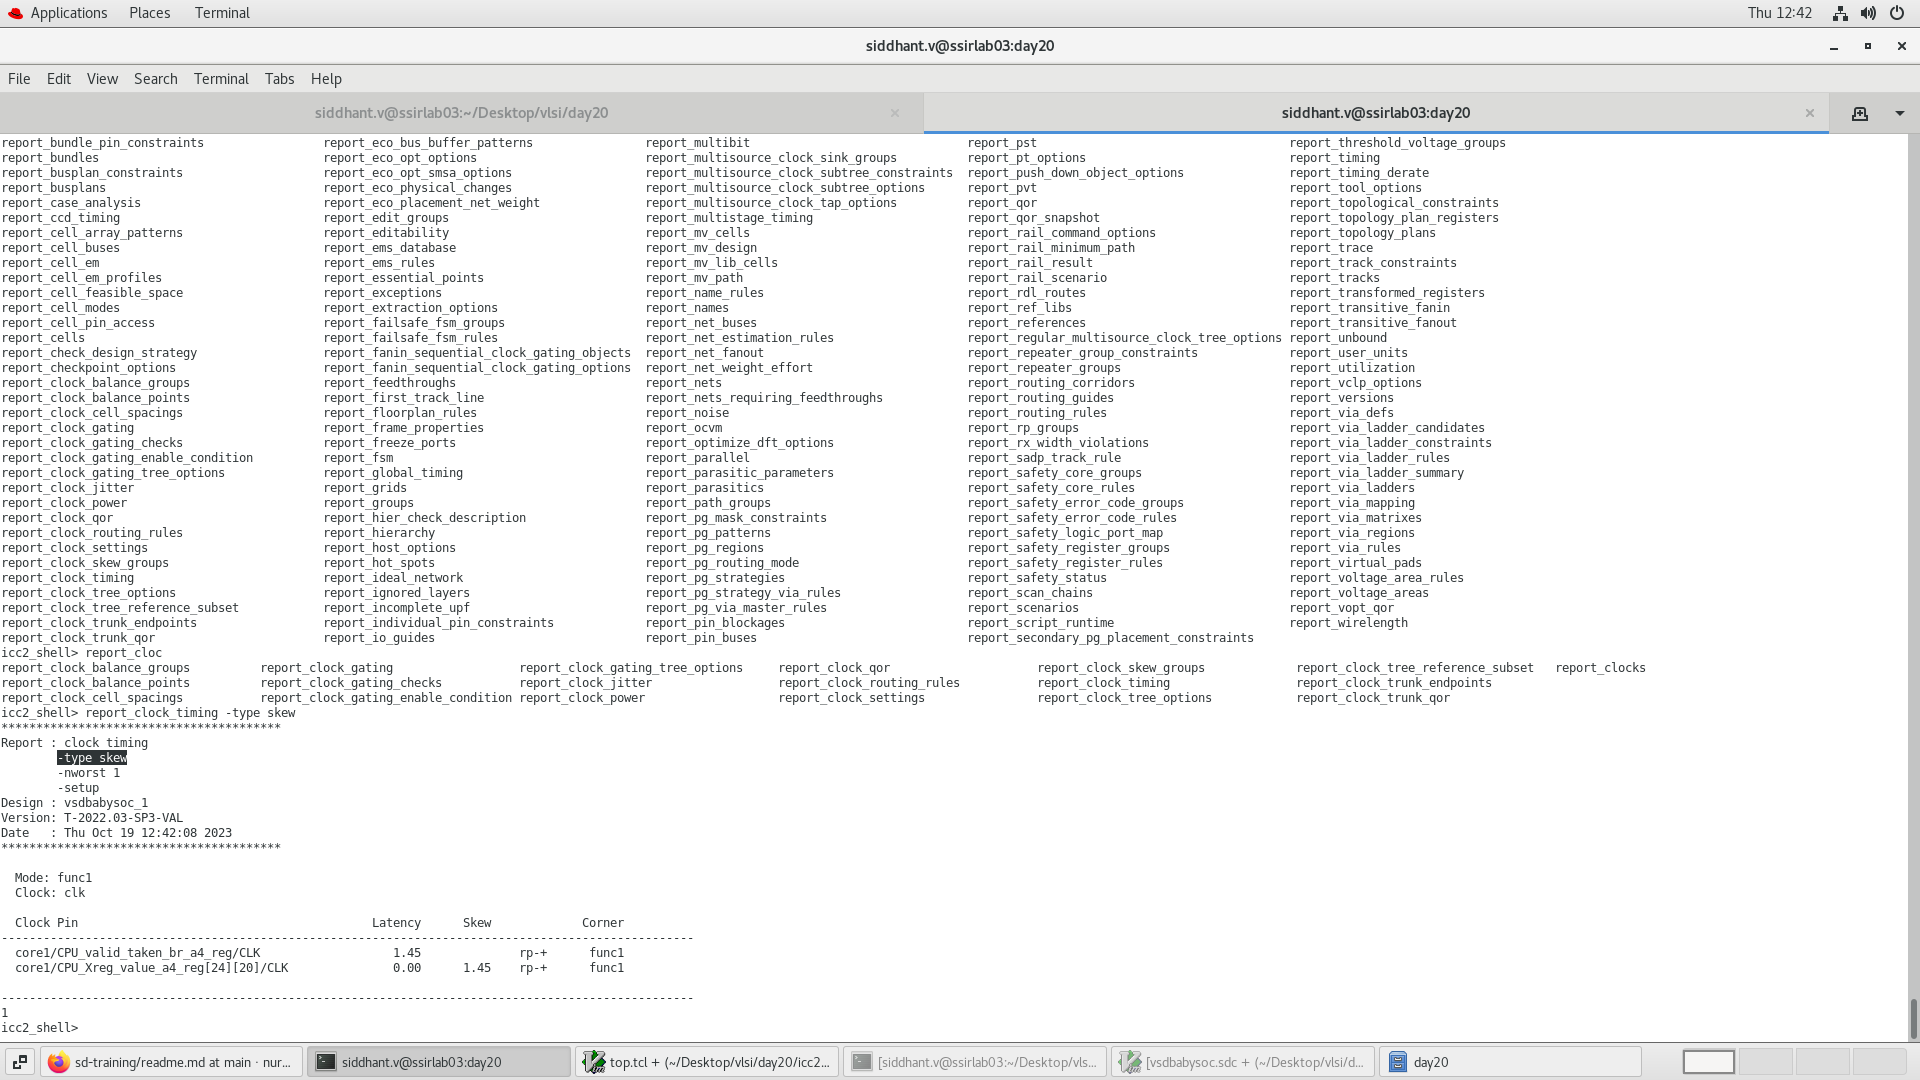 Applications Places Terminal Thu 12:42
siddhant.v@ssirlab03:day20
File Edit View Search Terminal Tabs Help
siddhant.v@ssirlab03:~/Desktop/vlsi/day20 siddhant.v@ssirlab03:day20
report_bundle_pin_constraints report_eco_bus_buffer_patterns report_multibit report_pst report_threshold_voltage_groups
report_bundles report_eco_opt_options report_multisource_clock_sink_groups report_pt_options report_timing
report_busplan_constraints report_eco_opt_smsa_options report_multisource_clock_subtree_constraints report_push_down_object_options report_timing_derate
report_busplans report_eco_physical_changes report_multisource_clock_subtree_options report_pvt report_tool_options
report_case_analysis report_eco_placement_net_weight report_multisource_clock_tap_options report_qor report_topological_constraints
report_ccd_timing report_edit_groups report_multistage_timing report_qor_snapshot report_topology_plan_registers
report_cell_array_patterns report_editability report_mv_cells report_rail_command_options report_topology_plans
report_cell_buses report_ems_database report_mv_design report_rail_minimum_path report_trace
report_cell_em report_ems_rules report_mv_lib_cells report_rail_result report_track_constraints
report_cell_em_profiles report_essential_points report_mv_path report_rail_scenario report_tracks
report_cell_feasible_space report_exceptions report_name_rules report_rdl_routes report_transformed_registers
report_cell_modes report_extraction_options report_names report_ref_libs report_transitive_fanin
report_cell_pin_access report_failsafe_fsm_groups report_net_buses report_references report_transitive_fanout
report_cells report_failsafe_fsm_rules report_net_estimation_rules report_regular_multisource_clock_tree_options report_unbound
report_check_design_strategy report_fanin_sequential_clock_gating_objects report_net_fanout report_repeater_group_constraints report_user_units
report_checkpoint_options report_fanin_sequential_clock_gating_options report_net_weight_effort report_repeater_groups report_utilization
report_clock_balance_groups report_feedthroughs report_nets report_routing_corridors report_vclp_options
report_clock_balance_points report_first_track_line report_nets_requiring_feedthroughs report_routing_guides report_versions
report_clock_cell_spacings report_floorplan_rules report_noise report_routing_rules report_via_defs
report_clock_gating report_frame_properties report_ocvm report_rp_groups report_via_ladder_candidates
report_clock_gating_checks report_freeze_ports report_optimize_dft_options report_rx_width_violations report_via_ladder_constraints
report_clock_gating_enable_condition report_fsm report_parallel report_sadp_track_rule report_via_ladder_rules
report_clock_gating_tree_options report_global_timing report_parasitic_parameters report_safety_core_groups report_via_ladder_summary
report_clock_jitter report_grids report_parasitics report_safety_core_rules report_via_ladders
report_clock_power report_groups report_path_groups report_safety_error_code_groups report_via_mapping
report_clock_qor report_hier_check_description report_pg_mask_constraints report_safety_error_code_rules report_via_matrixes
report_clock_routing_rules report_hierarchy report_pg_patterns report_safety_logic_port_map report_via_regions
report_clock_settings report_host_options report_pg_regions report_safety_register_groups report_via_rules
report_clock_skew_groups report_hot_spots report_pg_routing_mode report_safety_register_rules report_virtual_pads
report_clock_timing report_ideal_network report_pg_strategies report_safety_status report_voltage_area_rules
report_clock_tree_options report_ignored_layers report_pg_strategy_via_rules report_scan_chains report_voltage_areas
report_clock_tree_reference_subset report_incomplete_upf report_pg_via_master_rules report_scenarios report_vopt_qor
report_clock_trunk_endpoints report_individual_pin_constraints report_pin_blockages report_script_runtime report_wirelength
report_clock_trunk_qor report_io_guides report_pin_buses report_secondary_pg_placement_constraints
icc2_shell> report_cloc
report_clock_balance_groups report_clock_gating report_clock_gating_tree_options report_clock_qor report_clock_skew_groups report_clock_tree_reference_subset report_clocks
report_clock_balance_points report_clock_gating_checks report_clock_jitter report_clock_routing_rules report_clock_timing report_clock_trunk_endpoints
report_clock_cell_spacings report_clock_gating_enable_condition report_clock_power report_clock_settings report_clock_tree_options report_clock_trunk_qor
icc2_shell> report_clock_timing -type skew
****************************************
Report : clock timing
-type skew
-nworst 1
-setup
Design : vsdbabysoc_1
Version: T-2022.03-SP3-VAL
Date : Thu Oct 19 12:42:08 2023
****************************************
Mode: func1
Clock: clk
Clock Pin Latency Skew Corner
---------------------------------------------------------------------------------------------------
core1/CPU_valid_taken_br_a4_reg/CLK 1.45 rp-+ func1
core1/CPU_Xreg_value_a4_reg[24][20]/CLK 0.00 1.45 rp-+ func1
---------------------------------------------------------------------------------------------------
1
icc2_shell>
sd-training/readme.md at main · nur... siddhant.v@ssirlab03:day20 top.tcl + (~/Desktop/vlsi/day20/icc2... [siddhant.v@ssirlab03:~/Desktop/vls... [vsdbabysoc.sdc + (~/Desktop/vlsi/d... day20